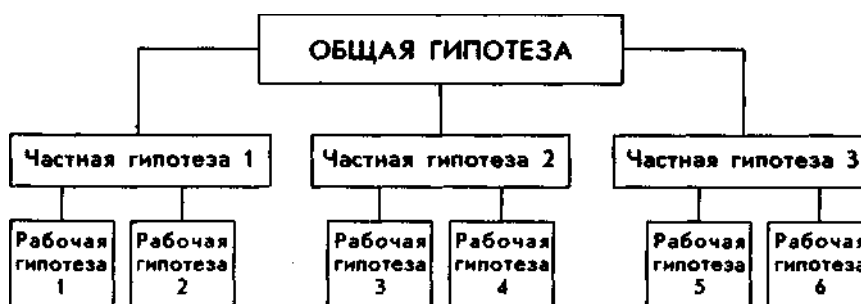 ОБЩАЯ ГИПОТЕЗА
Частная гипотеза 1
Частная гипотеза 2
Частная гипотеза 3
Рабочая
гипотеза
1
Рабочая
гипотеза
2
Рабочая
гипотеза
3
Рабочая
гипотеза
4
Рабочая
гипотеза
5
Рабочая
гипотеза
6